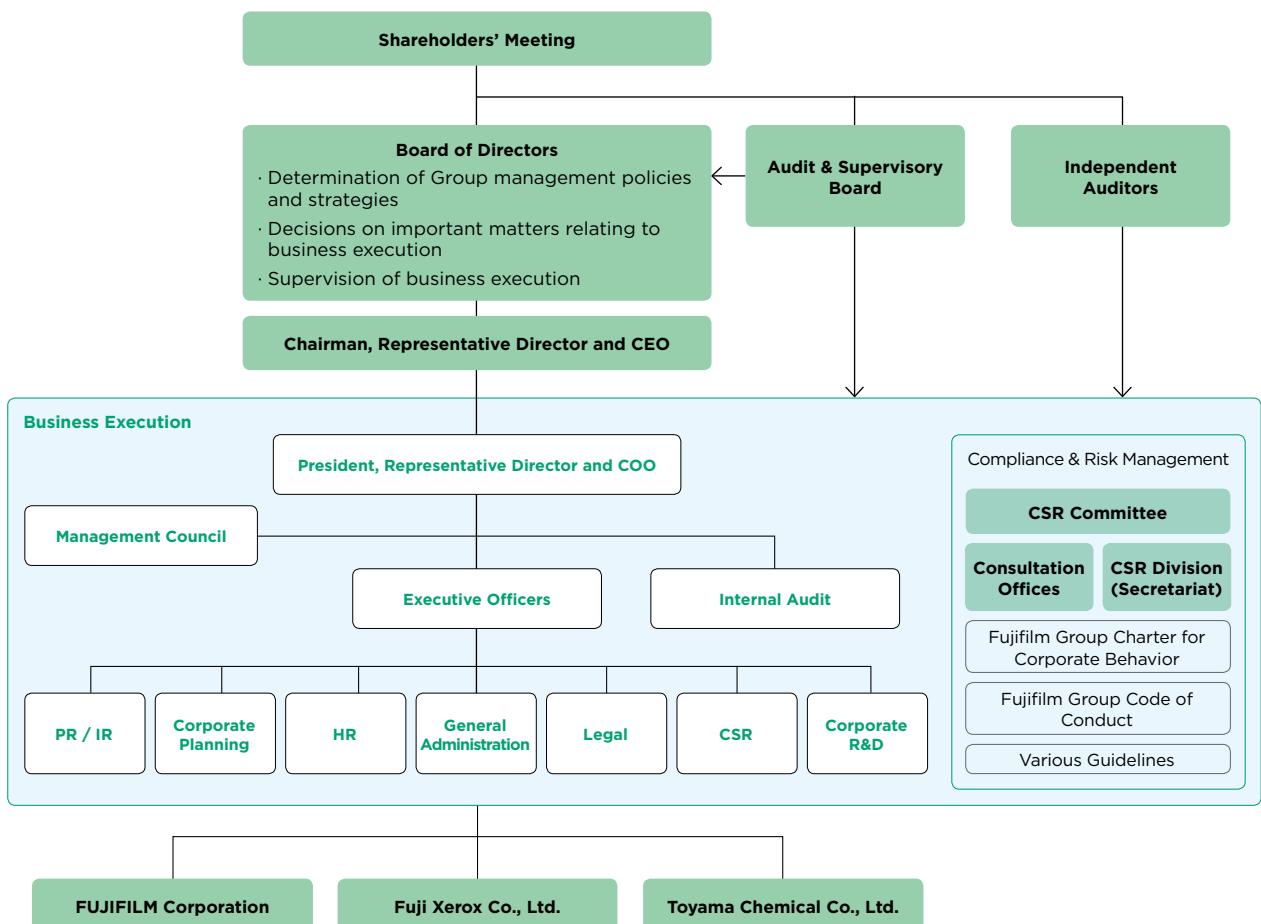 Shareholders’ Meeting
Board of Directors
· Determination of Group management policies
and strategies
· Decisions on important matters relating to
business execution
· Supervision of business execution
Audit & Supervisory
Board
Independent
Auditors
Chairman, Representative Director and CEO
Business Execution
President, Representative Director and COO
Management Council
Executive Officers
Internal Audit
PR / IR
Corporate
Planning
HR
General
Administration
Legal
CSR
Corporate
R&D
Compliance & Risk Management
CSR Committee
Consultation
Offices
CSR Division
(Secretariat)
Fujifilm Group Charter for
Corporate Behavior
Fujifilm Group Code of
Conduct
Various Guidelines
FUJIFILM Corporation
Fuji Xerox Co., Ltd.
Toyama Chemical Co., Ltd.